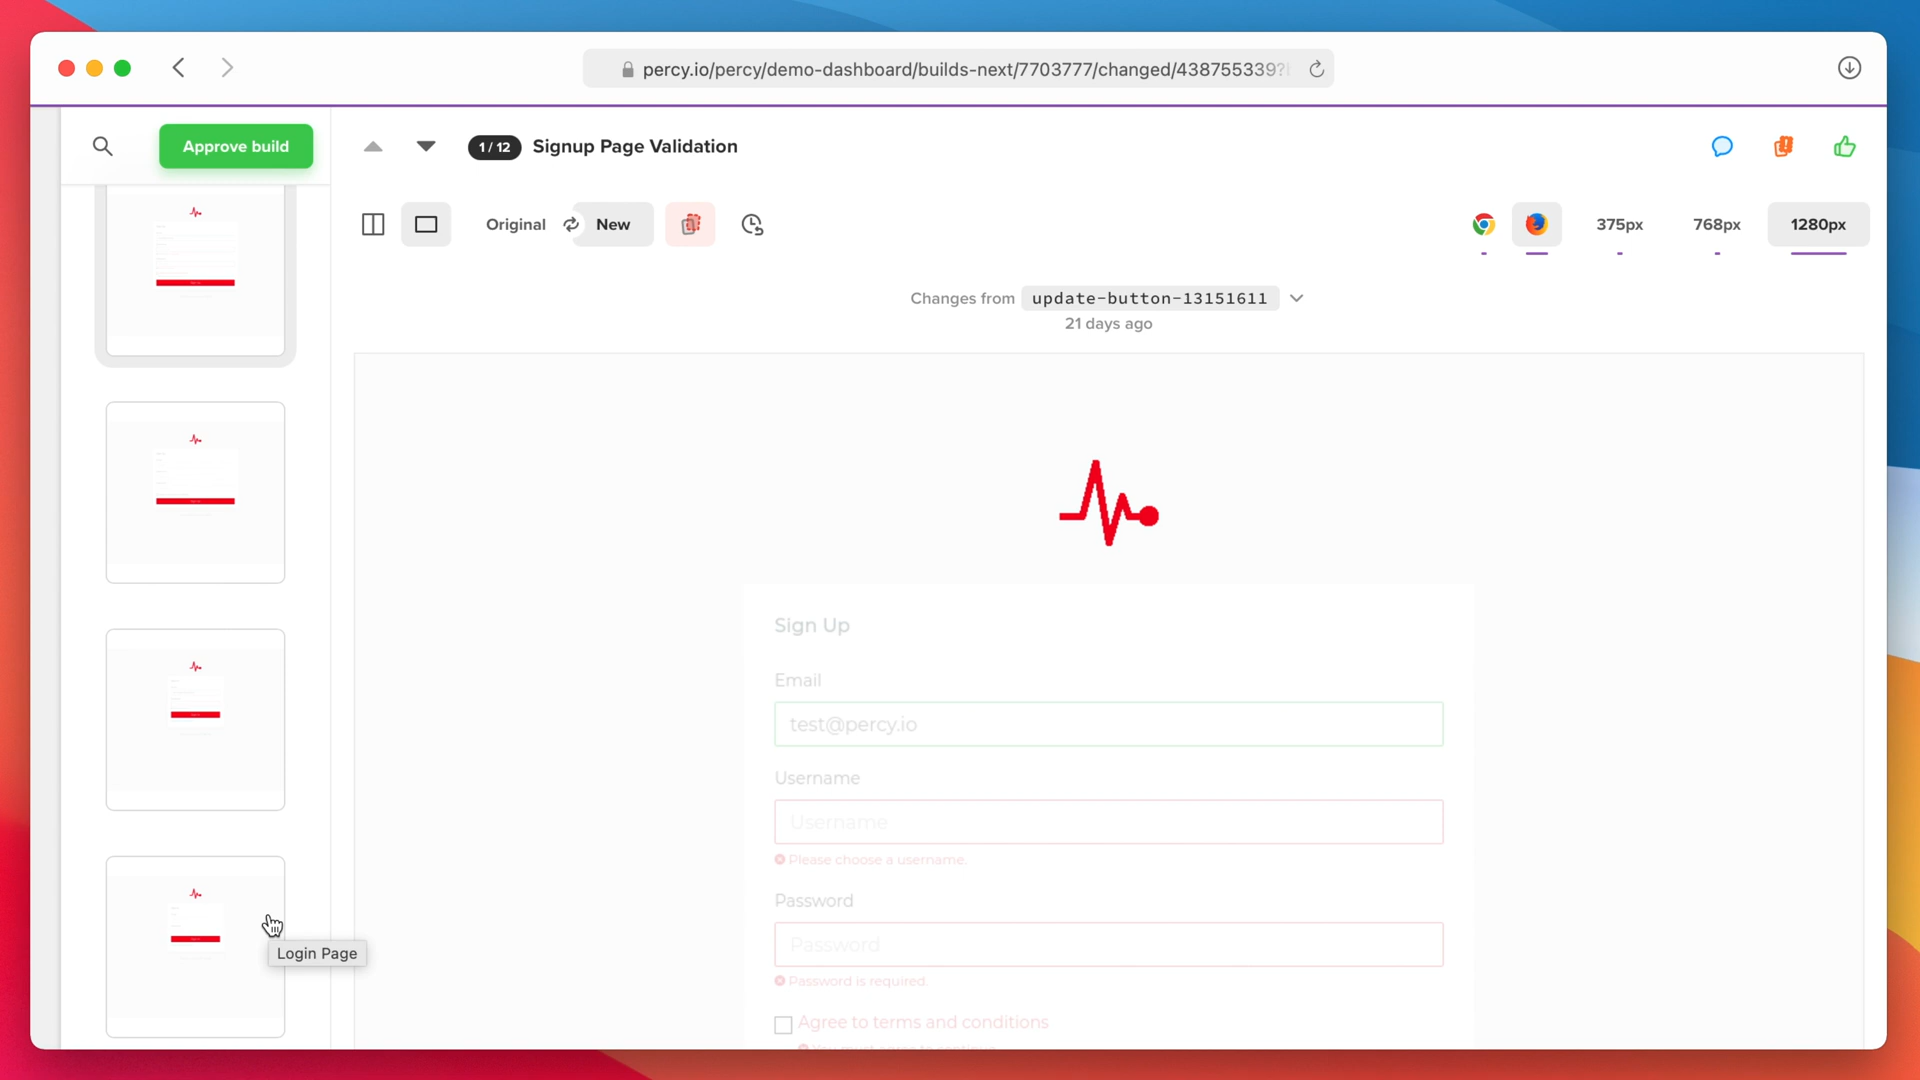 percy.io/percy/demo-dashboard/builds-next/7703777/changed/438755339?
Approve build
1 / 12 Signup Page Validation
Original New
375px 768px 1280px
Changes from update-button-13151611
21 days ago
Sign Up
Email
test@percy.io
Username
Username
Please choose a username.
Password
Password
Password is required.
Agree to terms and conditions
Login Page